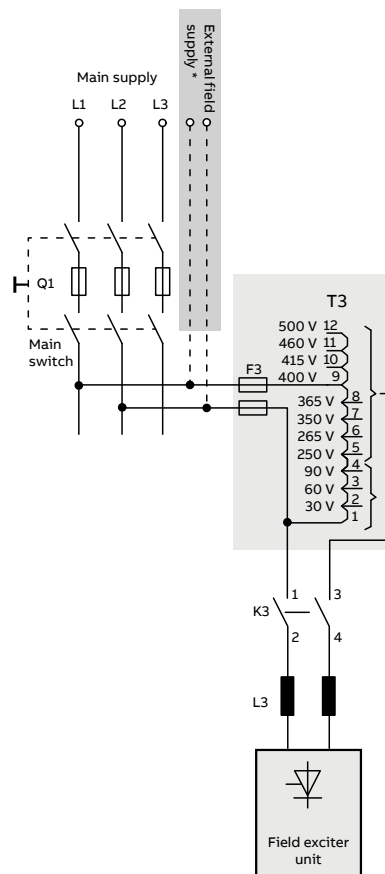 Main supply
L1 L2 L3
External field
supply *
Q1
Main
switch
F3
T3
500 V 12
460 V 11
415 V 10
400 V 9
365 V 8
350 V 7
265 V 6
250 V 5
90 V 4
60 V 3
30 V 2
1
1 3
K3
2 4
L3
Field exciter
unit